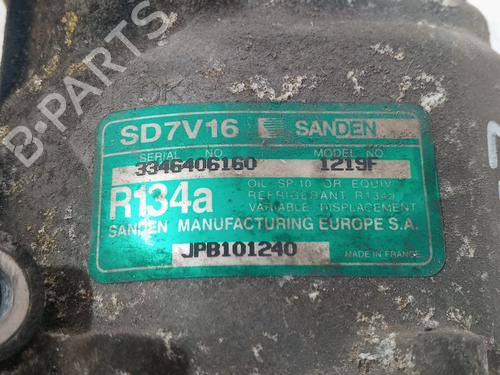 B-PARTS
OK
SD7V16 SANDEN
SERIAL NO MODEL NO
3346406160 1219F
R134a
OIL SP.10 OR EQUIV
REFRIGERANT R134a
VARIABLE DISPLACEMENT
SANDEN MANUFACTURING EUROPE S.A.
JPB101240
MADE IN FRANCE